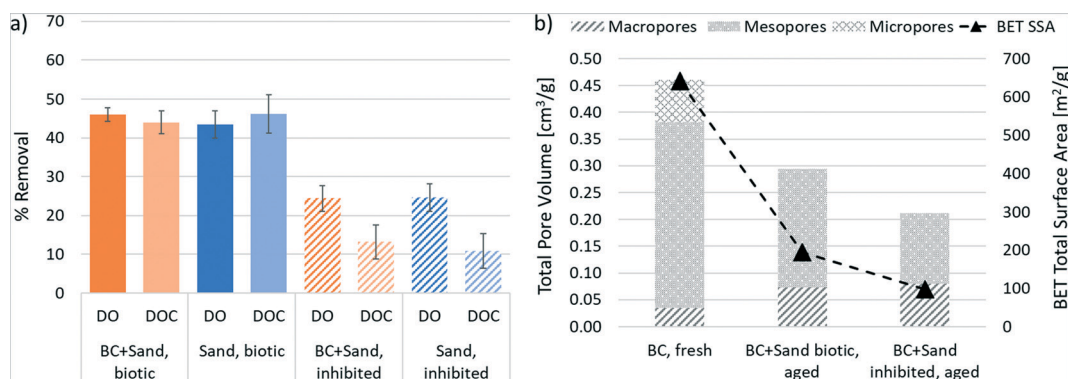 a)
70
60
50
40
30
20
10
0
% Removal
DO DOC DO DOC DO DOC DO DOC
BC+Sand, biotic
Sand, biotic
BC+Sand, inhibited
Sand, inhibited
b)
Macropores Mesopores Micropores BET SSA
0.50
0.45
0.40
0.35
0.30
0.25
0.20
0.15
0.10
0.05
0.00
Total Pore Volume [cm³/g]
700
600
500
400
300
200
100
0
BET Total Surface Area [m²/g]
BC, fresh
BC+Sand biotic, aged
BC+Sand inhibited, aged